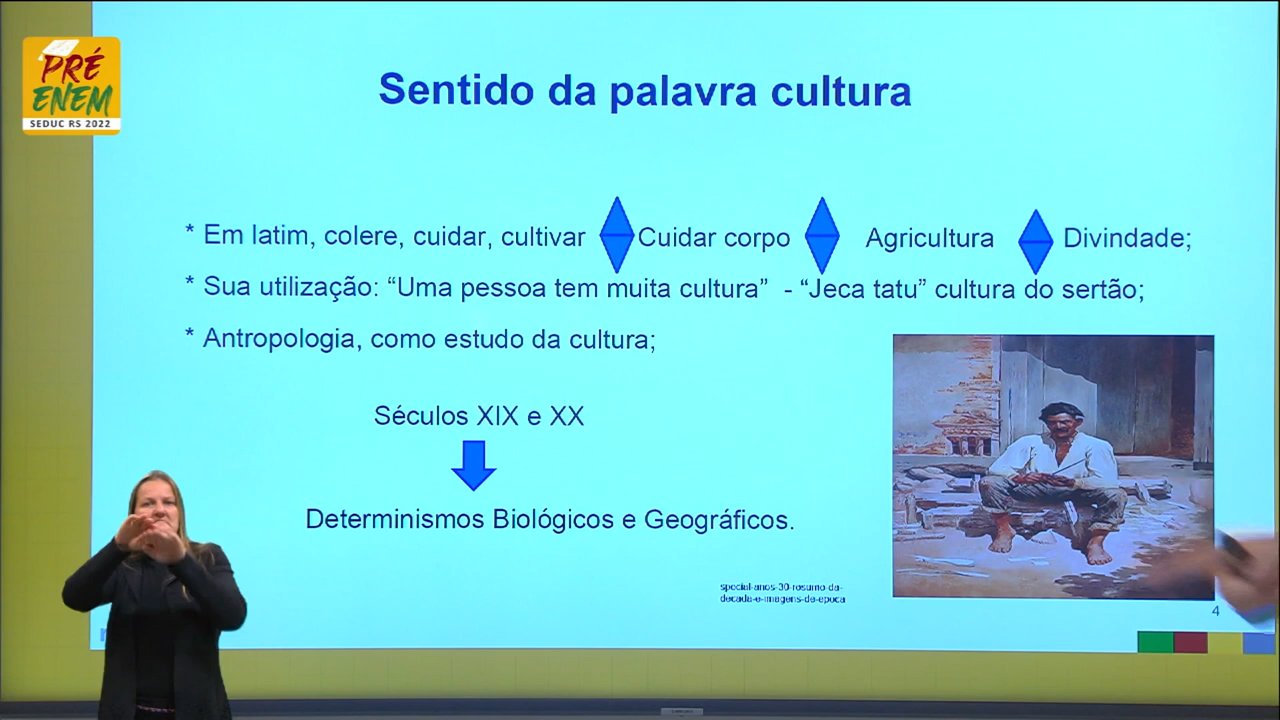 PRÉ
ENEM
SEDUC RS 2022
Sentido da palavra cultura
* Em latim, colere, cuidar, cultivar Cuidar corpo Agricultura Divindade;
* Sua utilização: “Uma pessoa tem muita cultura” - “Jeca tatu” cultura do sertão;
* Antropologia, como estudo da cultura;
Séculos XIX e XX
Determinismos Biológicos e Geográficos.
special-anos-30-resumo-da-
decada-e-imagens-de-epoca
4